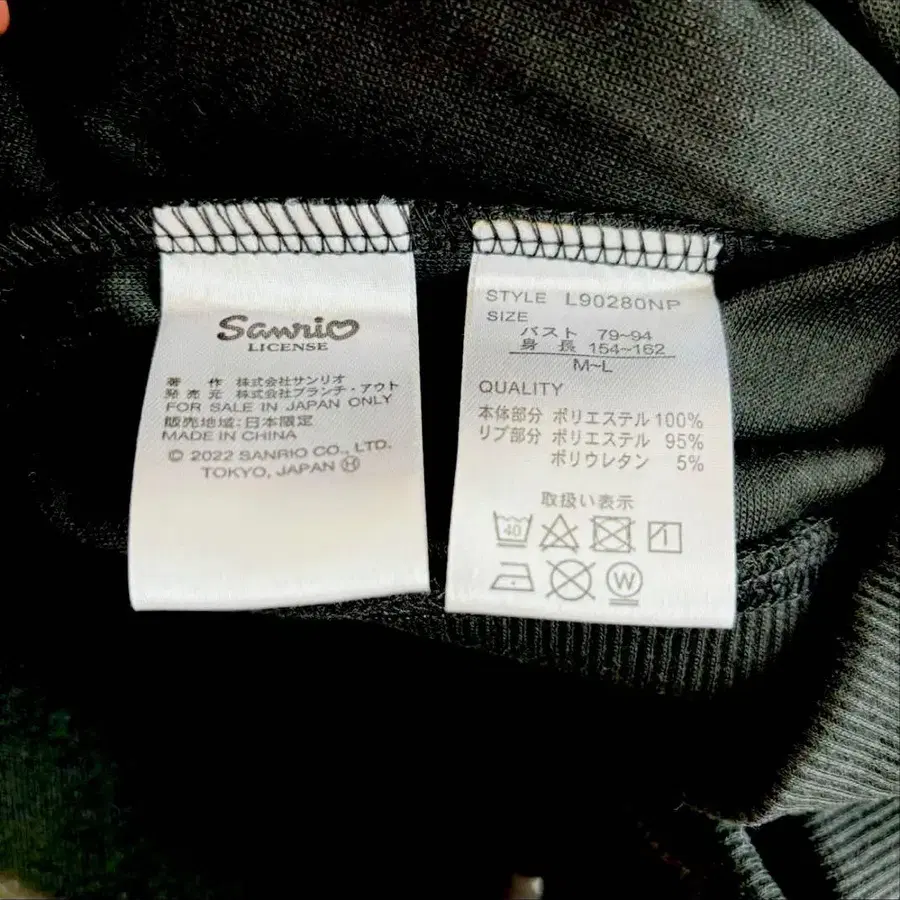 Sanrio
LICENSE
著 作 株式会社サンリオ
発 売 元 株式会社ブランチ・アウト
FOR SALE IN JAPAN ONLY
販売地域:日本限定
MADE IN CHINA
© 2022 SANRIO CO., LTD.
TOKYO, JAPAN Ⓗ
STYLE L90280NP
SIZE
バスト 79~94
身 長 154~162
M~L
QUALITY
本体部分 ポリエステル 100%
リブ部分 ポリエステル 95%
ポリウレタン 5%
取扱い表示
40
W